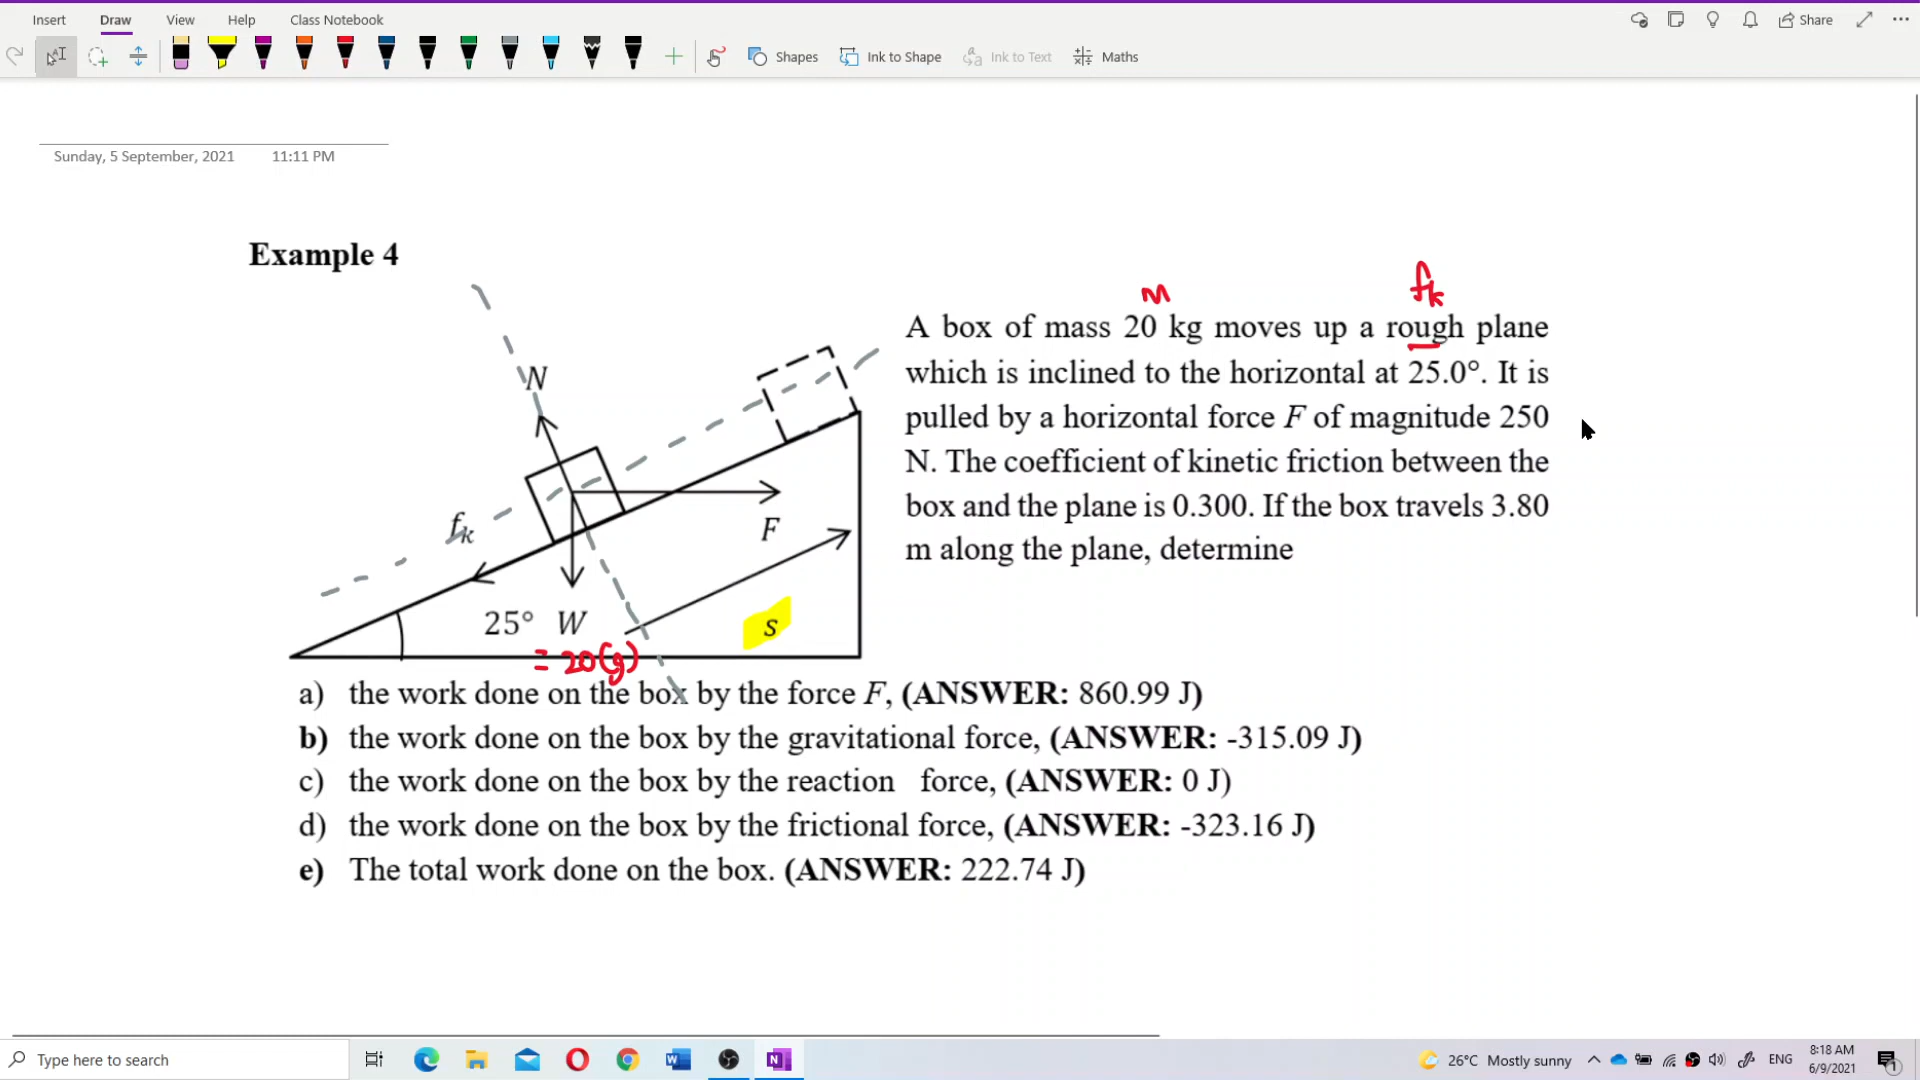 Insert Draw View Help Class Notebook Share
Shapes Ink to Shape Ink to Text Maths
Sunday, 5 September, 2021 11:11 PM
Example 4
m
fk
A box of mass 20 kg moves up a rough plane
which is inclined to the horizontal at 25.0°. It is
pulled by a horizontal force F of magnitude 250
N. The coefficient of kinetic friction between the
box and the plane is 0.300. If the box travels 3.80
m along the plane, determine
N
fk
F
25° W
s
= 20(g)
a) the work done on the box by the force F, (ANSWER: 860.99 J)
b) the work done on the box by the gravitational force, (ANSWER: -315.09 J)
c) the work done on the box by the reaction force, (ANSWER: 0 J)
d) the work done on the box by the frictional force, (ANSWER: -323.16 J)
e) The total work done on the box. (ANSWER: 222.74 J)
Type here to search
26°C Mostly sunny
ENG
8:18 AM
6/9/2021
1